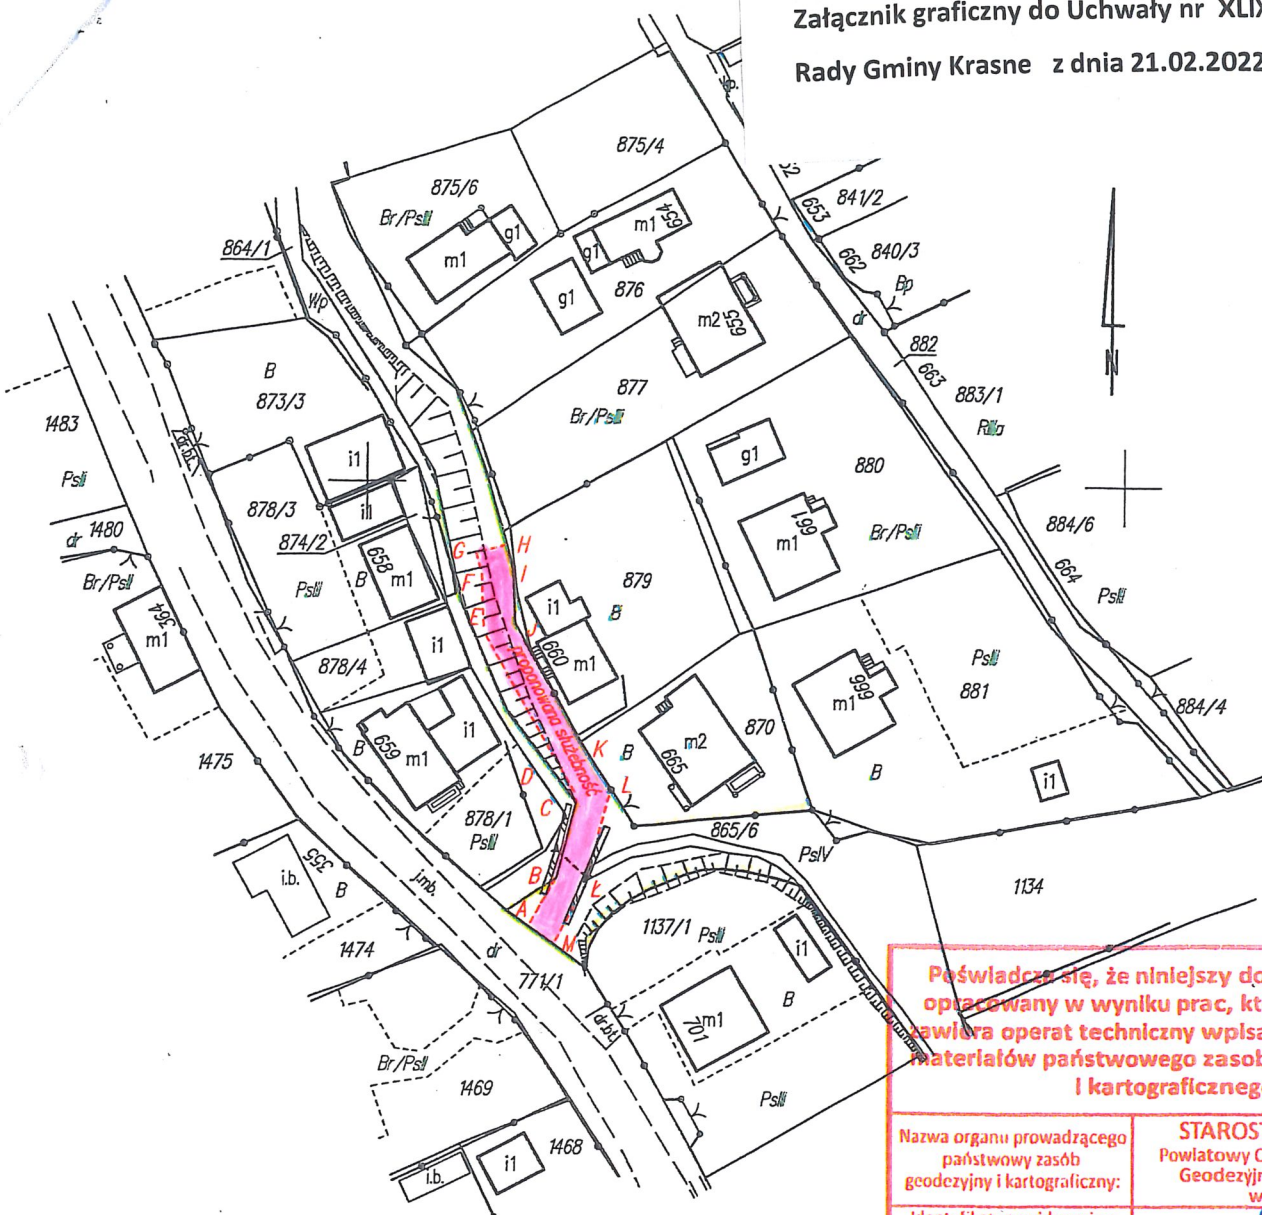 Załącznik graficzny do Uchwały nr XLIX
Rady Gminy Krasne z dnia 21.02.2022
875/4
875/6
Br/PsII
m1
g1
g1
m1
654
g1
876
653
841/2
662
840/3
Bp
dr
882
663
883/1
864/1
Wp
m2
655
877
Br/PsII
N
B
873/3
1483
PsII
dr.bt.
i1
i1
878/3
874/2
PsII
658
B
m1
g1
880
661
m1
Br/PsII
884/6
664
PsII
dr
1480
Br/PsII
364
m1
G
H
F
I
E
J
i1
879
B
660
m1
i1
878/4
proponowana służebność
PsII
881
666
m1
884/4
B
659
m1
i1
1475
K
B
m2
665
870
B
i1
D
C
L
878/1
PsII
865/6
PsIV
1134
i.b.
355
B
j.mb.
B
A
Ł
M
1137/1
PsII
i1
B
1474
dr
771/1
dr.bt.
m1
701
Br/PsII
1469
PsII
1468
i1
i.b.
Poświadcza się, że niniejszy do
opracowany w wyniku prac, kt
zawiera operat techniczny wpisa
materiałów państwowego zasob
i kartograficzneg
Nazwa organu prowadzącego
państwowy zasób
geodezyjny i kartograficzny:
STAROST
Powiatowy O
Geodezyjn
w